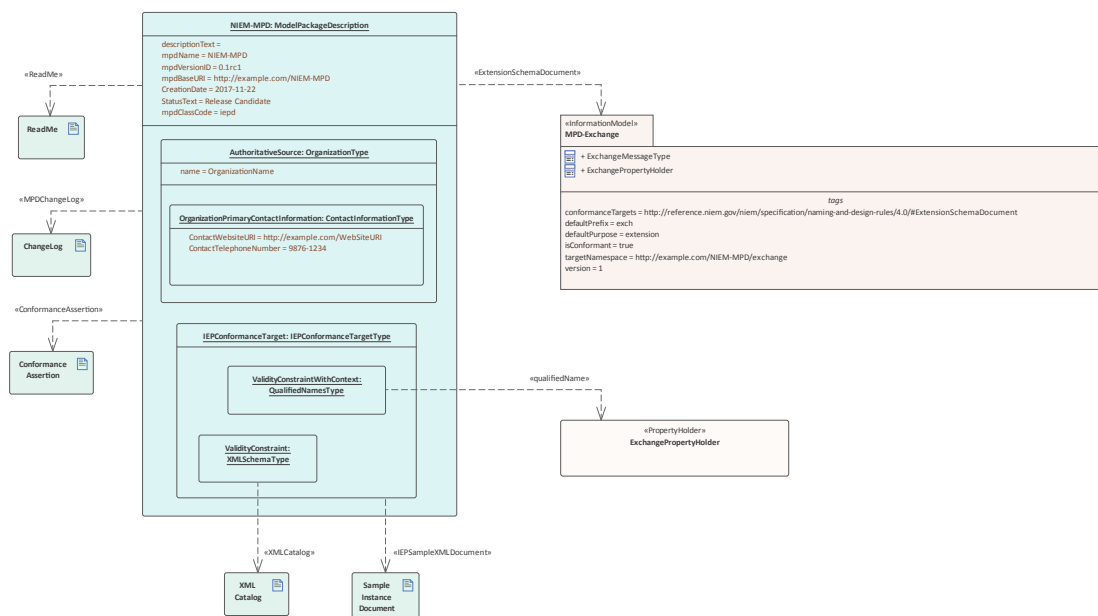 NIEM-MPD: ModelPackageDescription
descriptionText =
mpdName = NIEM-MPD
mpdVersionID = 0.1rc1
mpdBaseURI = http://example.com/NIEM-MPD
CreationDate = 2017-11-22
StatusText = Release Candidate
mpdClassCode = iepd
«ReadMe»
ReadMe
«MPDChangeLog»
ChangeLog
«ConformanceAssertion»
Conformance
Assertion
AuthoritativeSource: OrganizationType
name = OrganizationName
OrganizationPrimaryContactInformation: ContactInformationType
ContactWebsiteURI = http://example.com/WebSiteURI
ContactTelephoneNumber = 9876-1234
IEPConformanceTarget: IEPConformanceTargetType
ValidityConstraintWithContext:
QualifiedNamesType
ValidityConstraint:
XMLSchemaType
«XMLCatalog»
XML
Catalog
«IEPSampleXMLDocument»
Sample
Instance
Document
«ExtensionSchemaDocument»
«InformationModel»
MPD-Exchange
+ ExchangeMessageType
+ ExchangePropertyHolder
tags
conformanceTargets = http://reference.niem.gov/niem/specification/naming-and-design-rules/4.0/#ExtensionSchemaDocument
defaultPrefix = exch
defaultPurpose = extension
isConformant = true
targetNamespace = http://example.com/NIEM-MPD/exchange
version = 1
«qualifiedName»
«PropertyHolder»
ExchangePropertyHolder